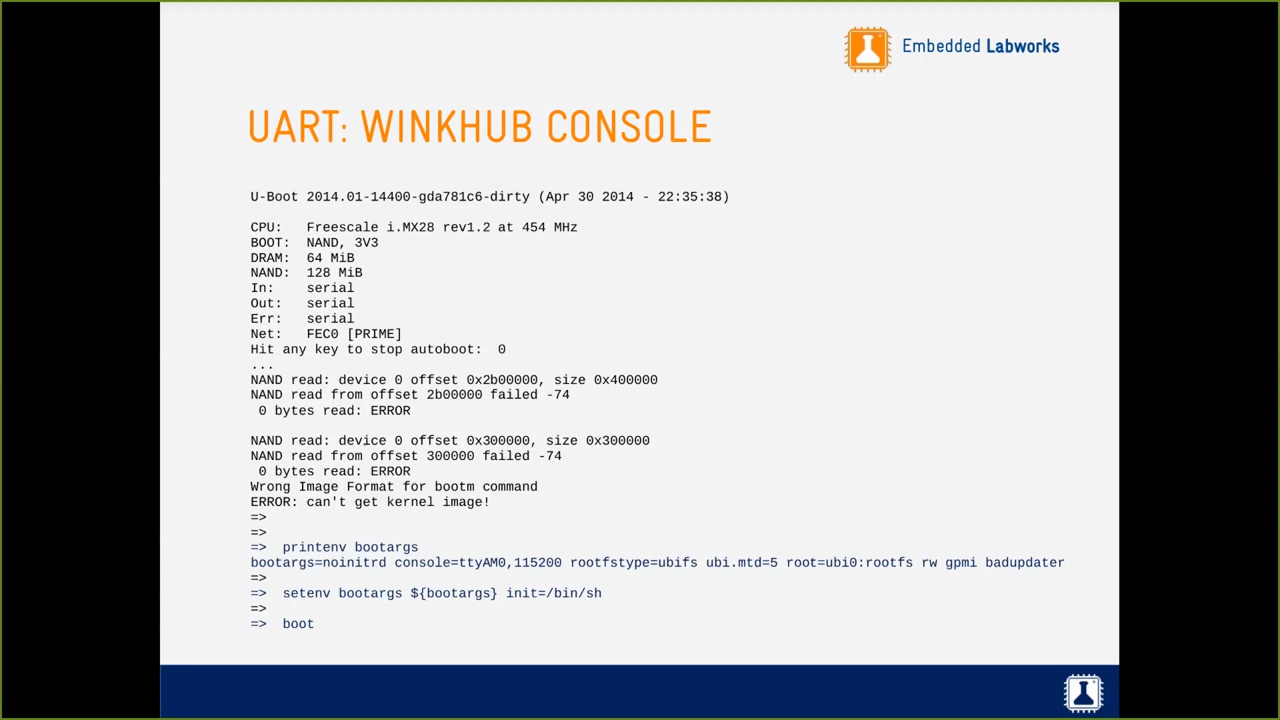 Embedded Labworks
UART: WINKHUB CONSOLE
U-Boot 2014.01-14400-gda781c6-dirty (Apr 30 2014 - 22:35:38)
CPU:   Freescale i.MX28 rev1.2 at 454 MHz
BOOT:  NAND, 3V3
DRAM:  64 MiB
NAND:  128 MiB
In:    serial
Out:   serial
Err:   serial
Net:   FEC0 [PRIME]
Hit any key to stop autoboot:  0
...
NAND read: device 0 offset 0x2b00000, size 0x400000
NAND read from offset 2b00000 failed -74
 0 bytes read: ERROR
NAND read: device 0 offset 0x300000, size 0x300000
NAND read from offset 300000 failed -74
 0 bytes read: ERROR
Wrong Image Format for bootm command
ERROR: can't get kernel image!
=>
=>
=>  printenv bootargs
bootargs=noinitrd console=ttyAM0,115200 rootfstype=ubifs ubi.mtd=5 root=ubi0:rootfs rw gpmi badupdater
=>
=>  setenv bootargs ${bootargs} init=/bin/sh
=>
=>  boot